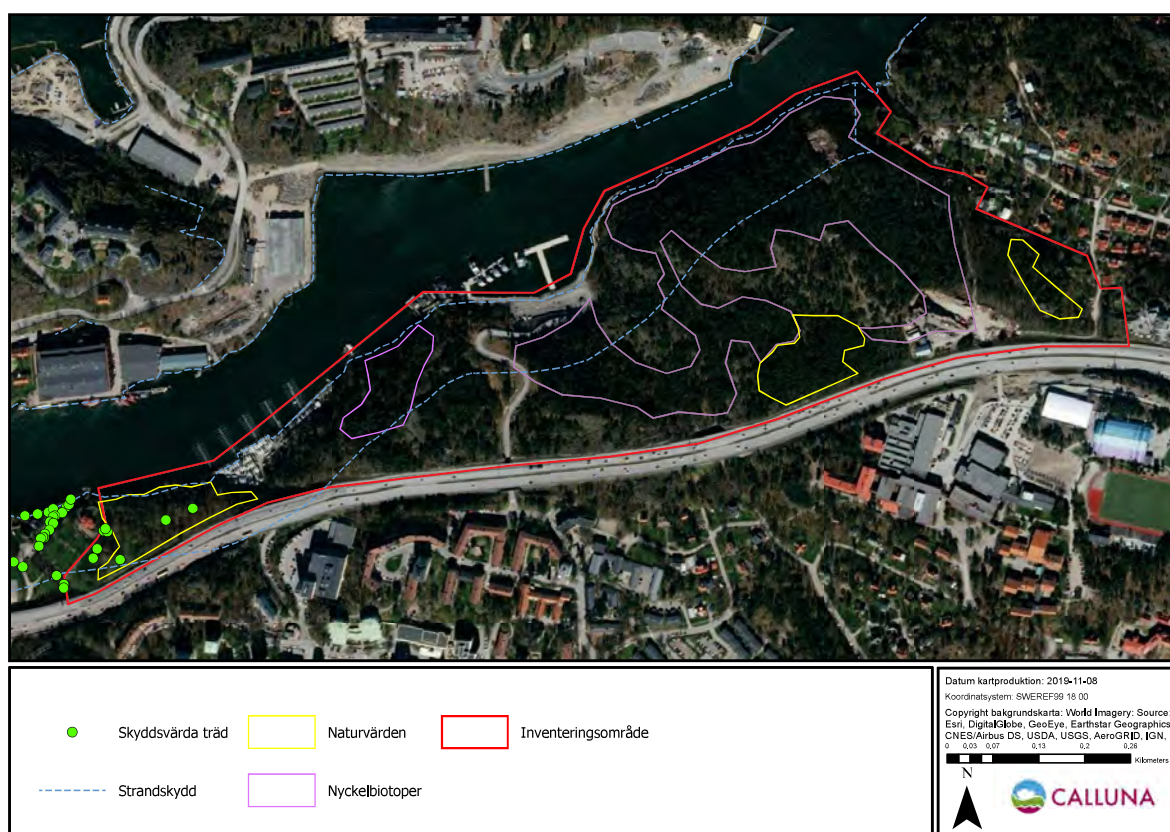 Skyddsvärda träd
Naturvärden
Inventeringsområde
Strandskydd
Nyckelbiotoper
Datum kartproduktion: 2019-11-08
Koordinatsystem: SWEREF99 18 00
Copyright bakgrundskarta: World Imagery: Source:
Esri, DigitalGlobe, GeoEye, Earthstar Geographics,
CNES/Airbus DS, USDA, USGS, AeroGRID, IGN,
0 0,03 0,07 0,13 0,2 0,26
Kilometers
N
CALLUNA